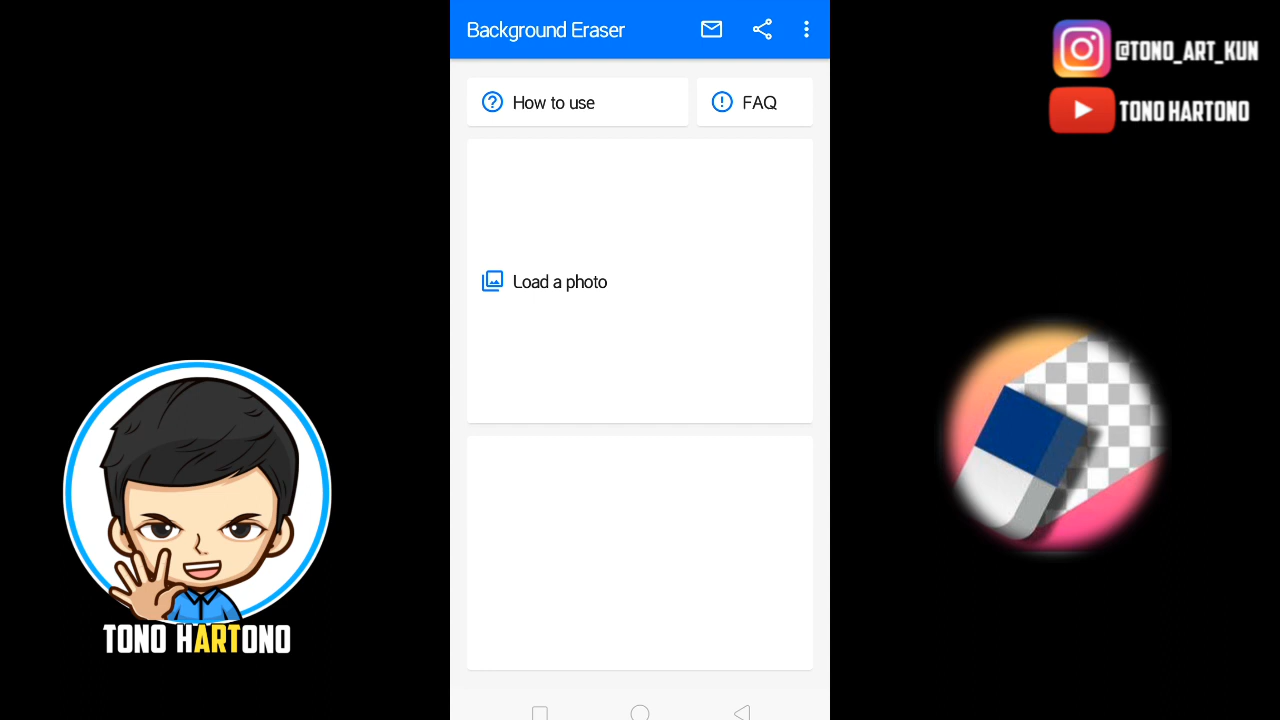 Background Eraser
How to use
FAQ
Load a photo
@TONO_ART_KUN
TONO HARTONO
TONO HARTONO